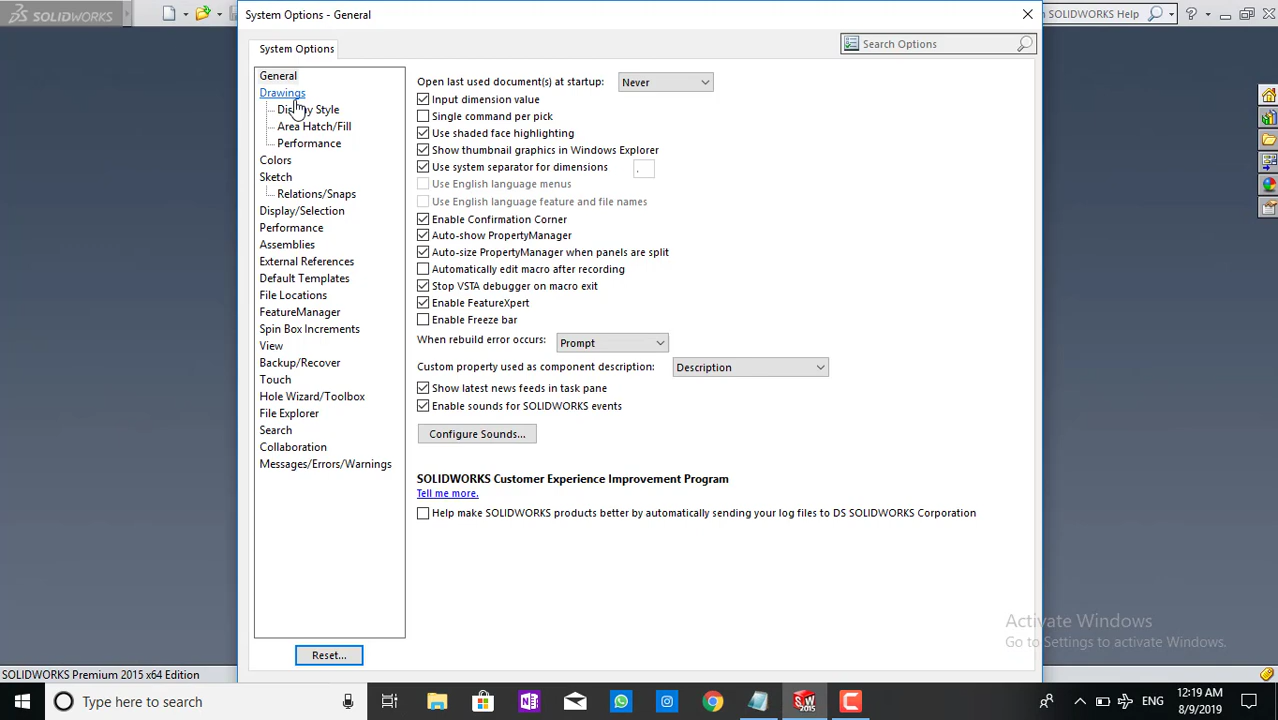 SOLIDWORKS
System Options - General
SOLIDWORKS Help
System Options
Search Options
General
Drawings
Display Style
Area Hatch/Fill
Performance
Colors
Sketch
Relations/Snaps
Display/Selection
Performance
Assemblies
External References
Default Templates
File Locations
FeatureManager
Spin Box Increments
View
Backup/Recover
Touch
Hole Wizard/Toolbox
File Explorer
Search
Collaboration
Messages/Errors/Warnings
Reset...
Open last used document(s) at startup: Never
Input dimension value
Single command per pick
Use shaded face highlighting
Show thumbnail graphics in Windows Explorer
Use system separator for dimensions .
Use English language menus
Use English language feature and file names
Enable Confirmation Corner
Auto-show PropertyManager
Auto-size PropertyManager when panels are split
Automatically edit macro after recording
Stop VSTA debugger on macro exit
Enable FeatureXpert
Enable Freeze bar
When rebuild error occurs: Prompt
Custom property used as component description: Description
Show latest news feeds in task pane
Enable sounds for SOLIDWORKS events
Configure Sounds...
SOLIDWORKS Customer Experience Improvement Program
Tell me more.
Help make SOLIDWORKS products better by automatically sending your log files to DS SOLIDWORKS Corporation
Activate Windows
Go to Settings to activate Windows.
SOLIDWORKS Premium 2015 x64 Edition
Type here to search
SW
2015
ENG
12:19 AM
8/9/2019